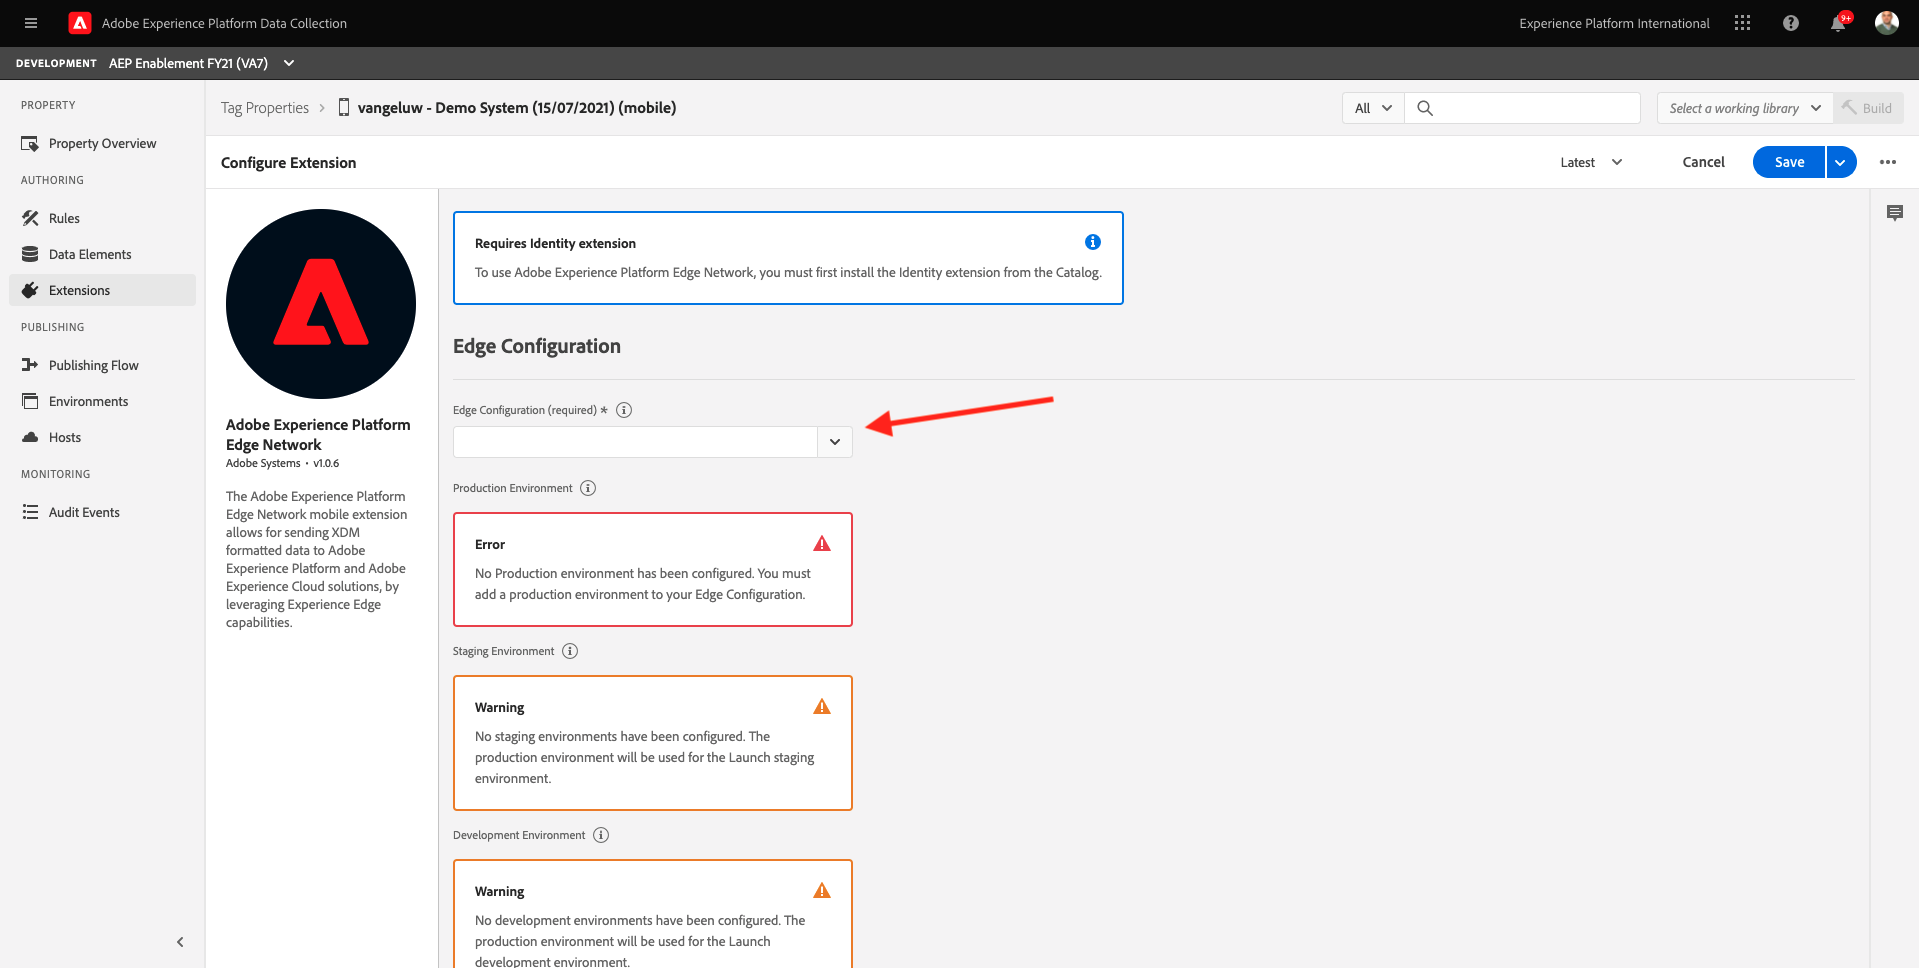 Adobe Experience Platform Data Collection
Experience Platform International
9+
DEVELOPMENT AEP Enablement FY21 (VA7)
PROPERTY
Property Overview
AUTHORING
Rules
Data Elements
Extensions
PUBLISHING
Publishing Flow
Environments
Hosts
MONITORING
Audit Events
Tag Properties > vangeluw - Demo System (15/07/2021) (mobile)
All
Select a working library
Build
Configure Extension
Latest
Cancel
Save
Adobe Experience Platform
Edge Network
Adobe Systems • v1.0.6
The Adobe Experience Platform
Edge Network mobile extension
allows for sending XDM
formatted data to Adobe
Experience Platform and Adobe
Experience Cloud solutions, by
leveraging Experience Edge
capabilities.
Requires Identity extension
To use Adobe Experience Platform Edge Network, you must first install the Identity extension from the Catalog.
Edge Configuration
Edge Configuration (required) *
Production Environment
Error
No Production environment has been configured. You must
add a production environment to your Edge Configuration.
Staging Environment
Warning
No staging environments have been configured. The
production environment will be used for the Launch staging
environment.
Development Environment
Warning
No development environments have been configured. The
production environment will be used for the Launch
development environment.